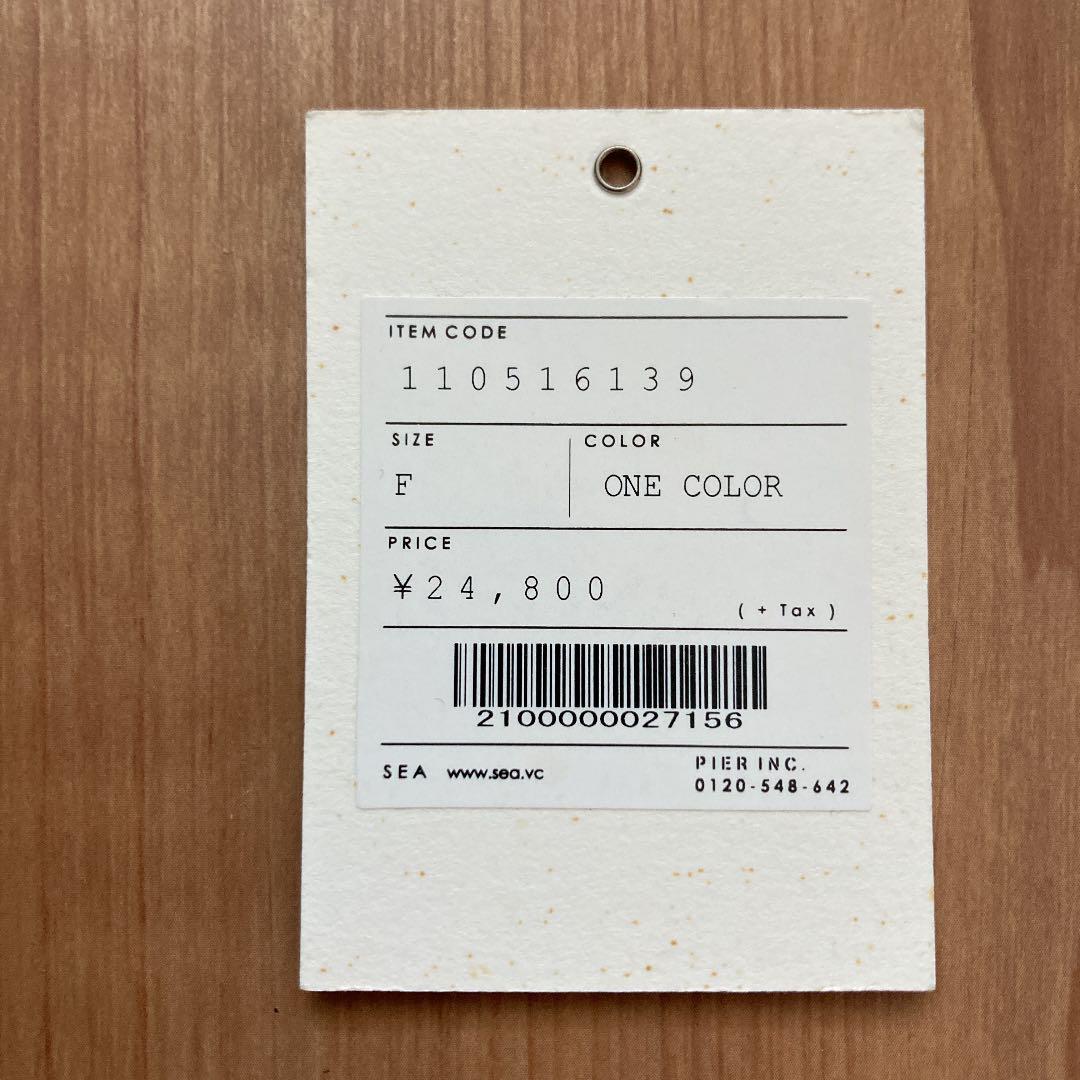 ITEM CODE
110516139
SIZE
COLOR
F
ONE COLOR
PRICE
¥24,800
( + Tax )
2100000027156
SEA www.sea.vc
PIER INC.
0120-548-642